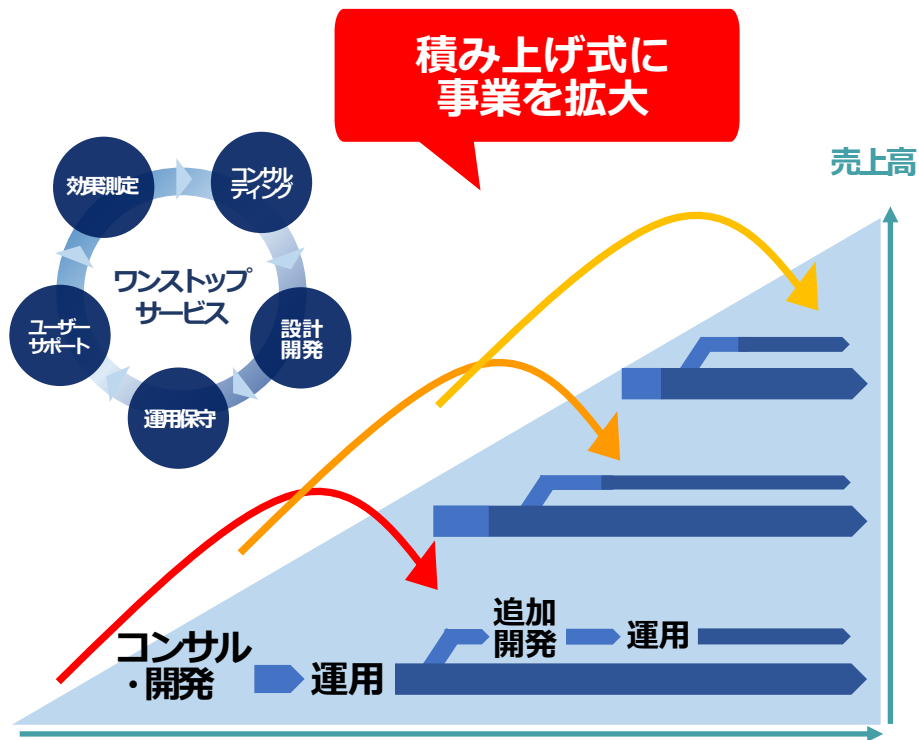 積み上げ式に
事業を拡大
売上高
効果測定
コンサル
ティング
ワンストップ
サービス
ユーザー
サポート
設計
開発
運用保守
コンサル
・開発
運用
追加
開発
運用